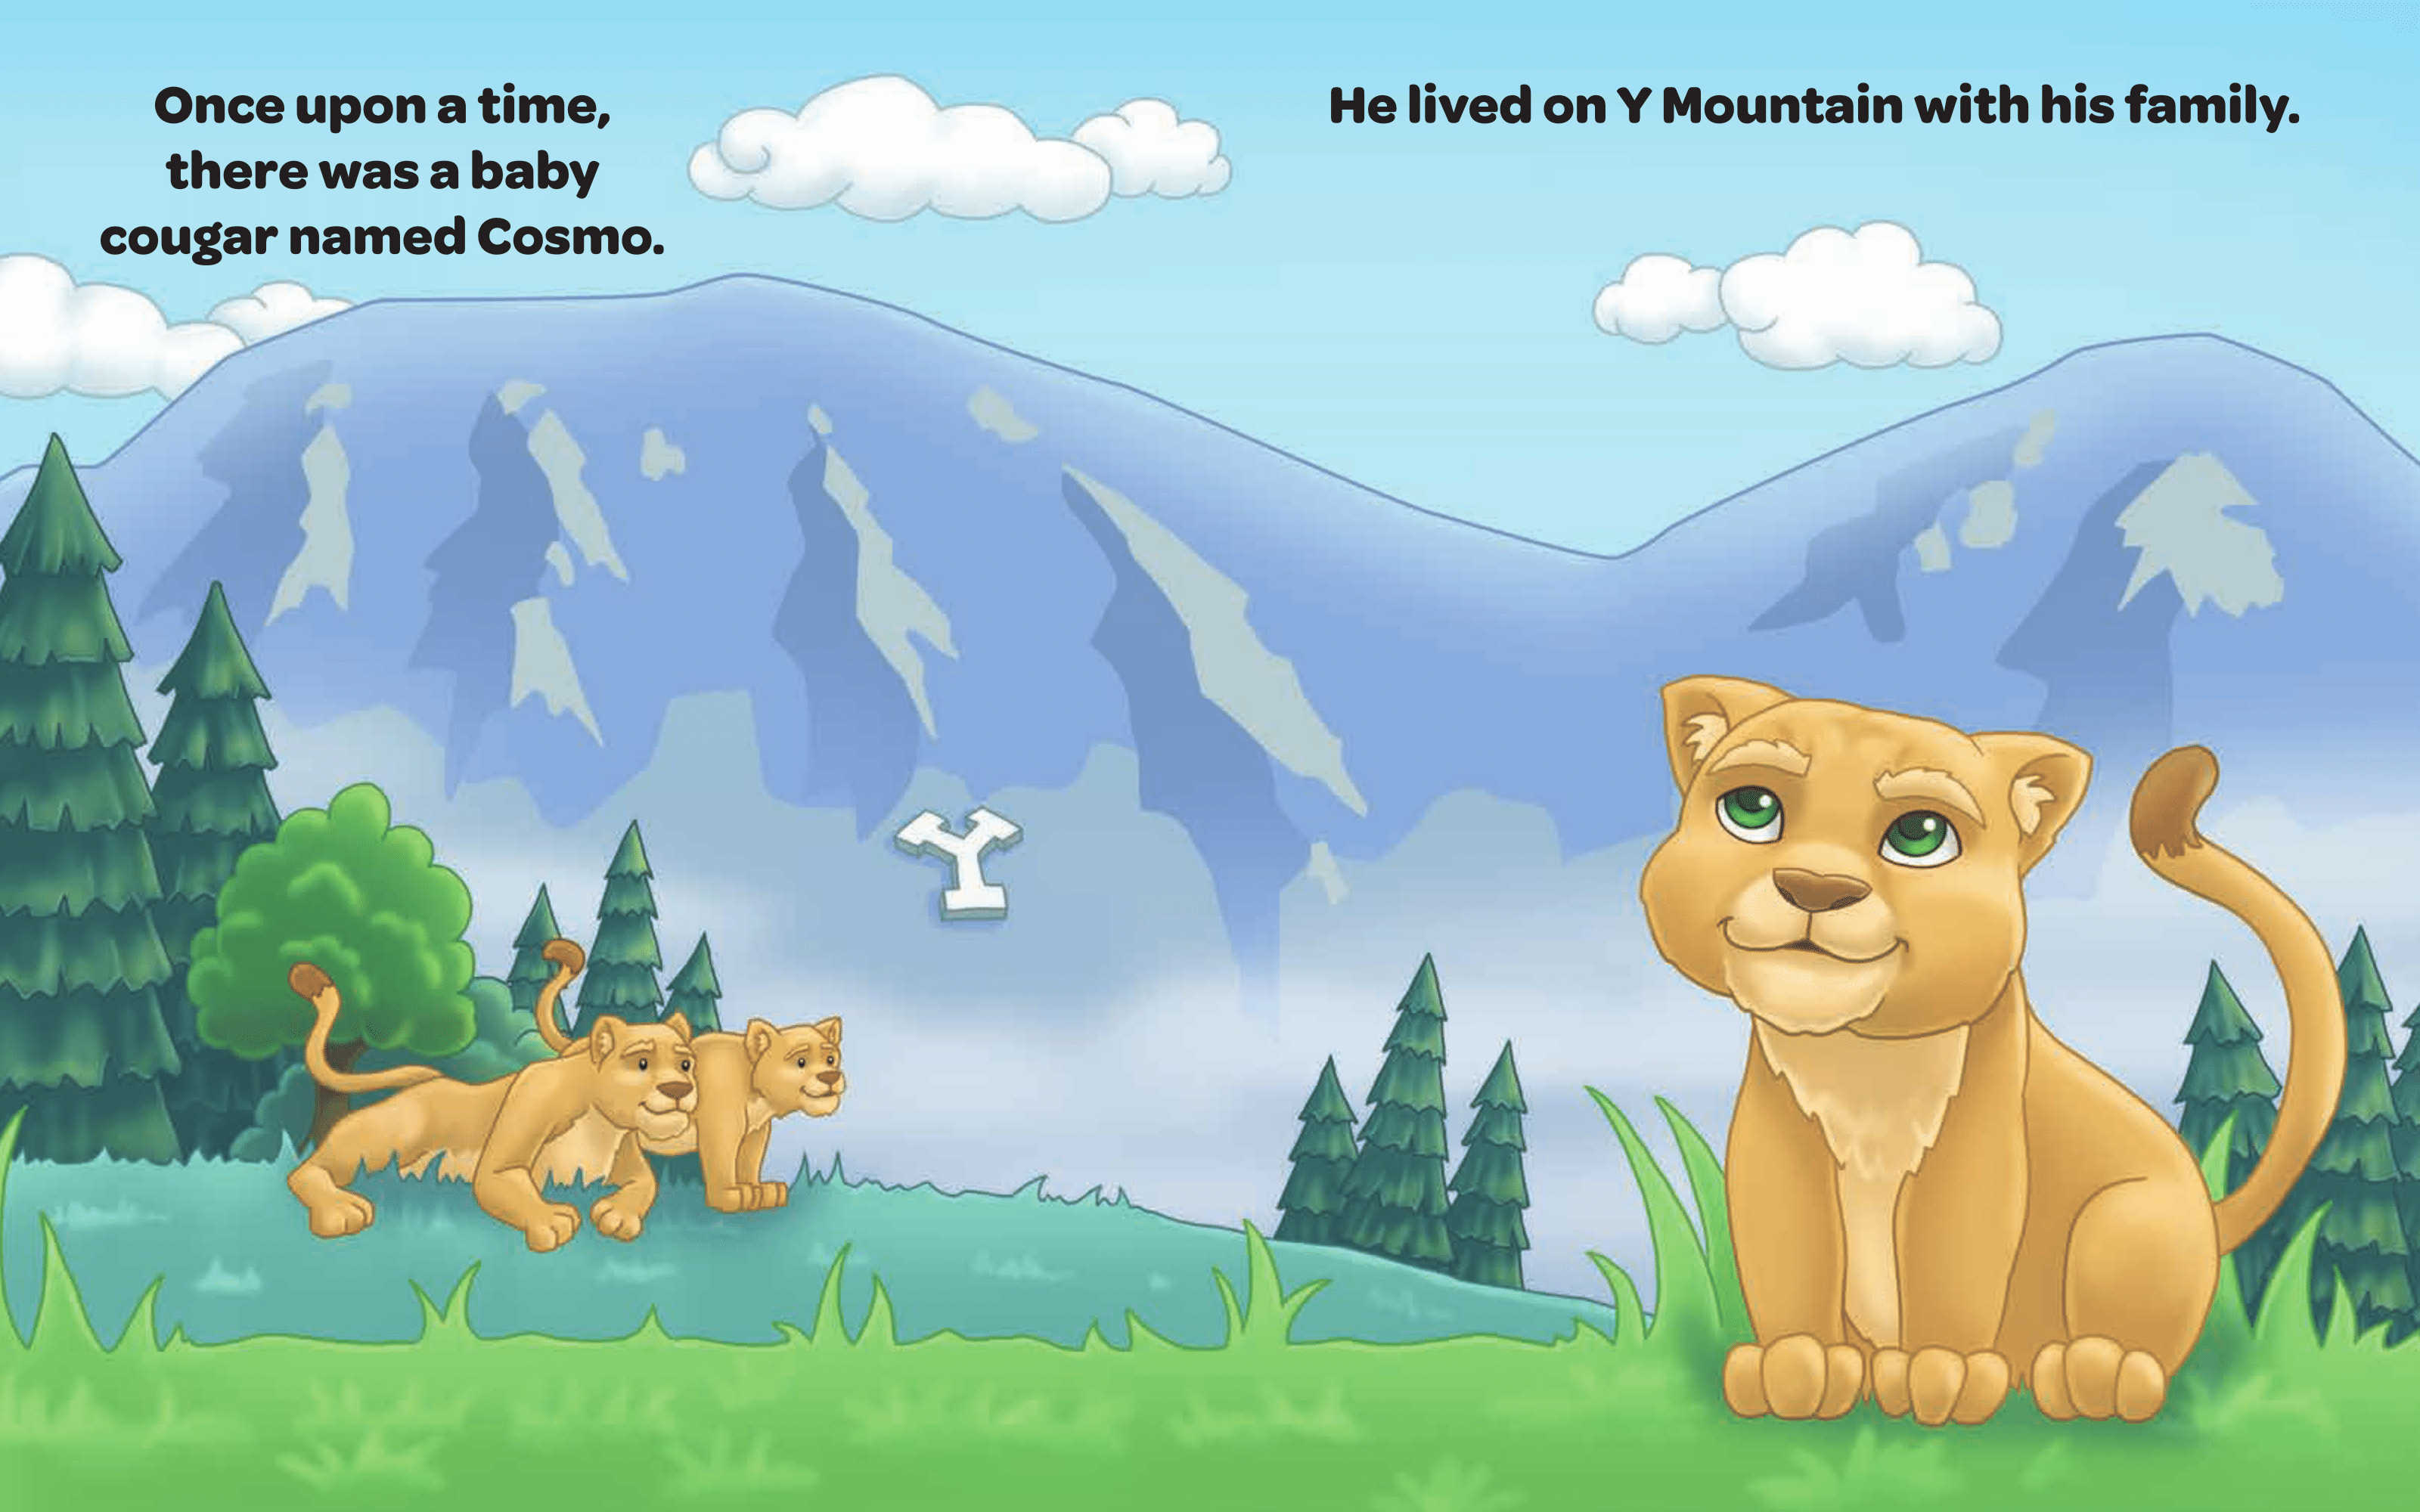 Once upon a time,
there was a baby
cougar named Cosmo.
He lived on Y Mountain with his family.
Y